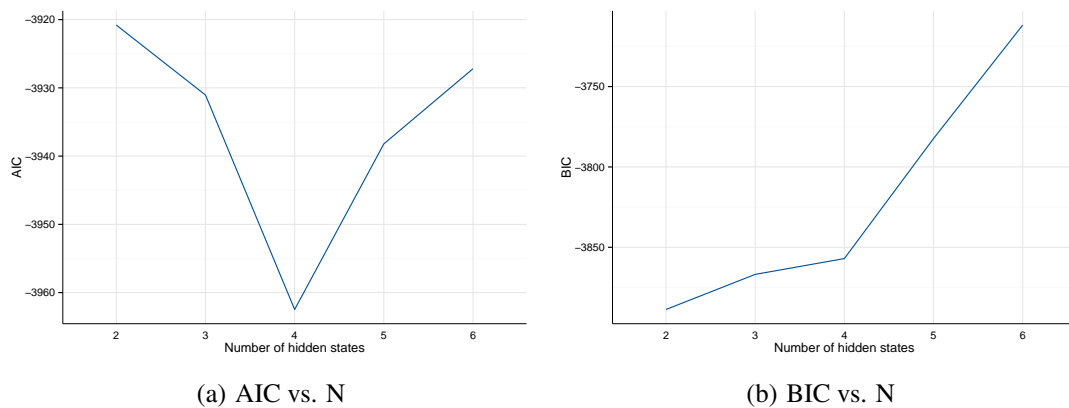 −3920
−3930
−3940
−3950
−3960
AIC
2 3 4 5 6
Number of hidden states
(a) AIC vs. N
−3750
−3800
−3850
BIC
2 3 4 5 6
Number of hidden states
(b) BIC vs. N